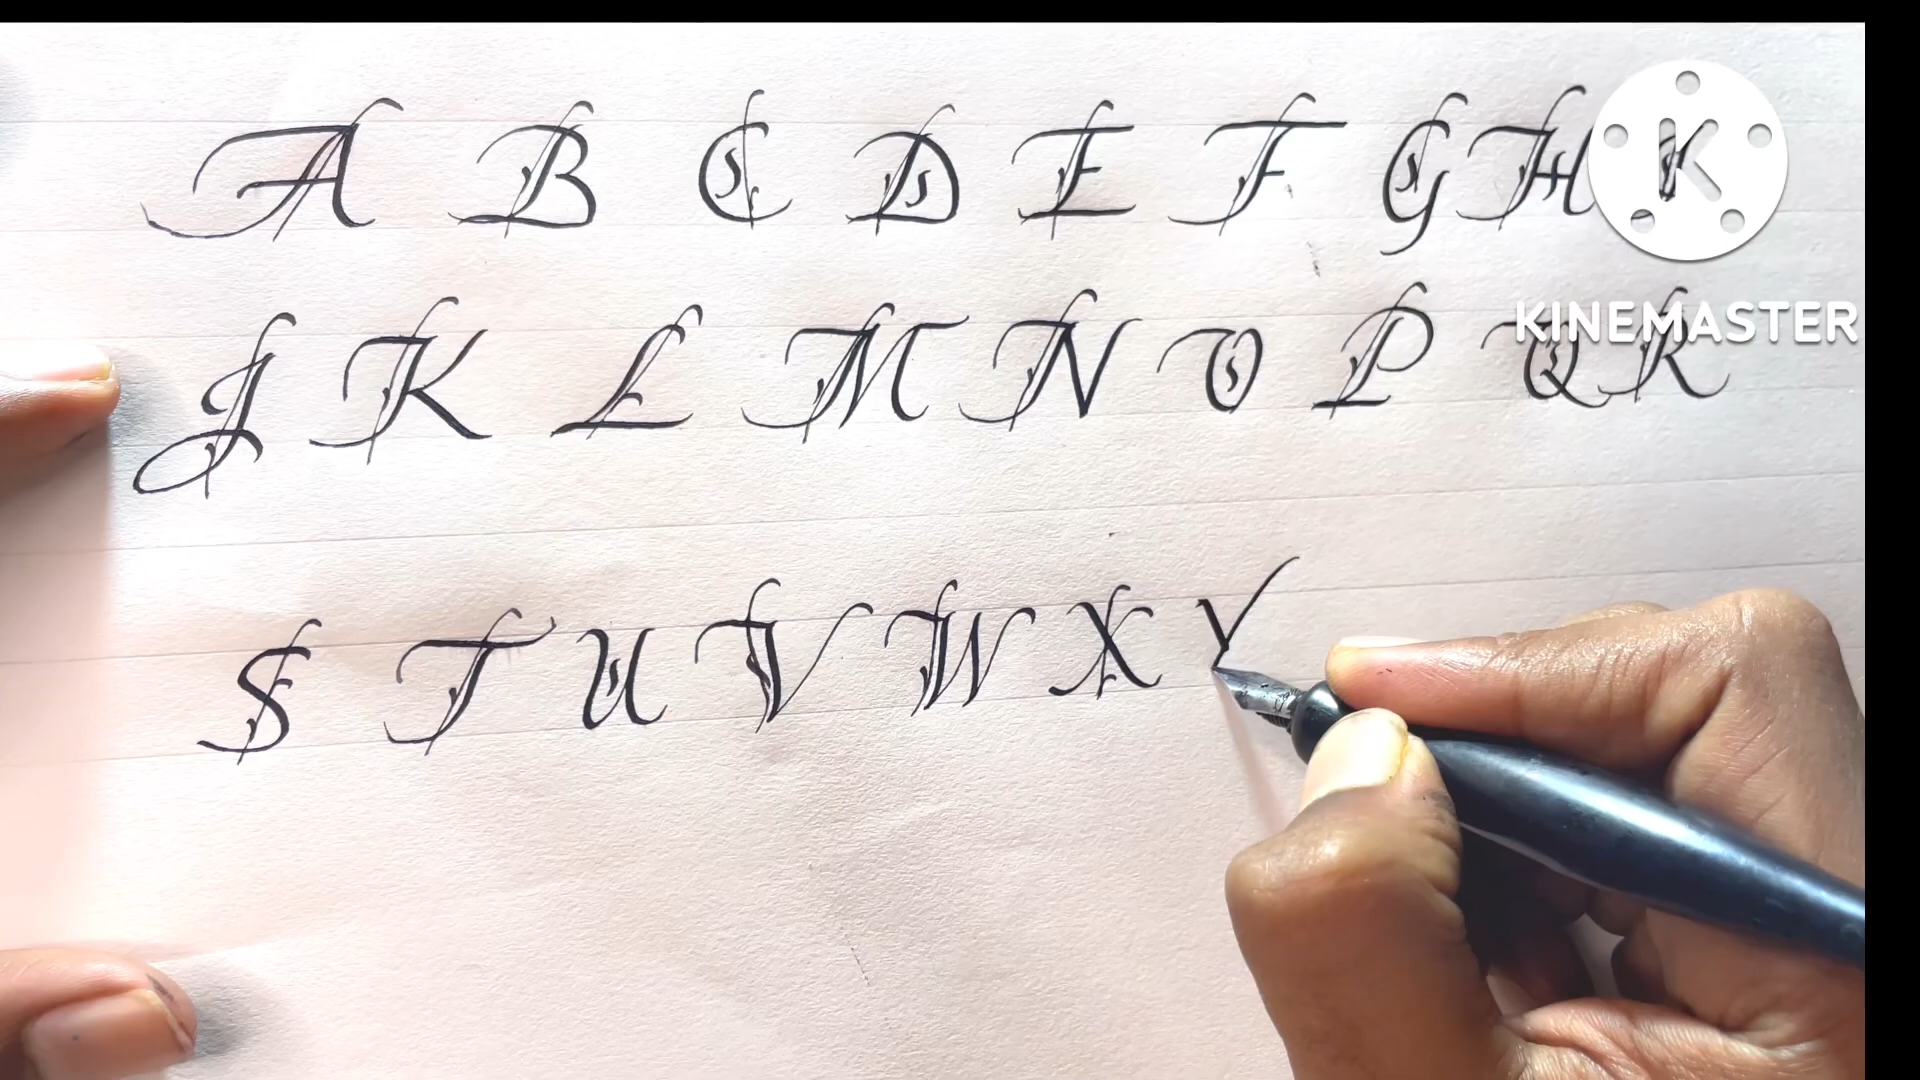 A B C D E F G H
KINEMASTER
J K L M N O P Q R
S T U V W X Y